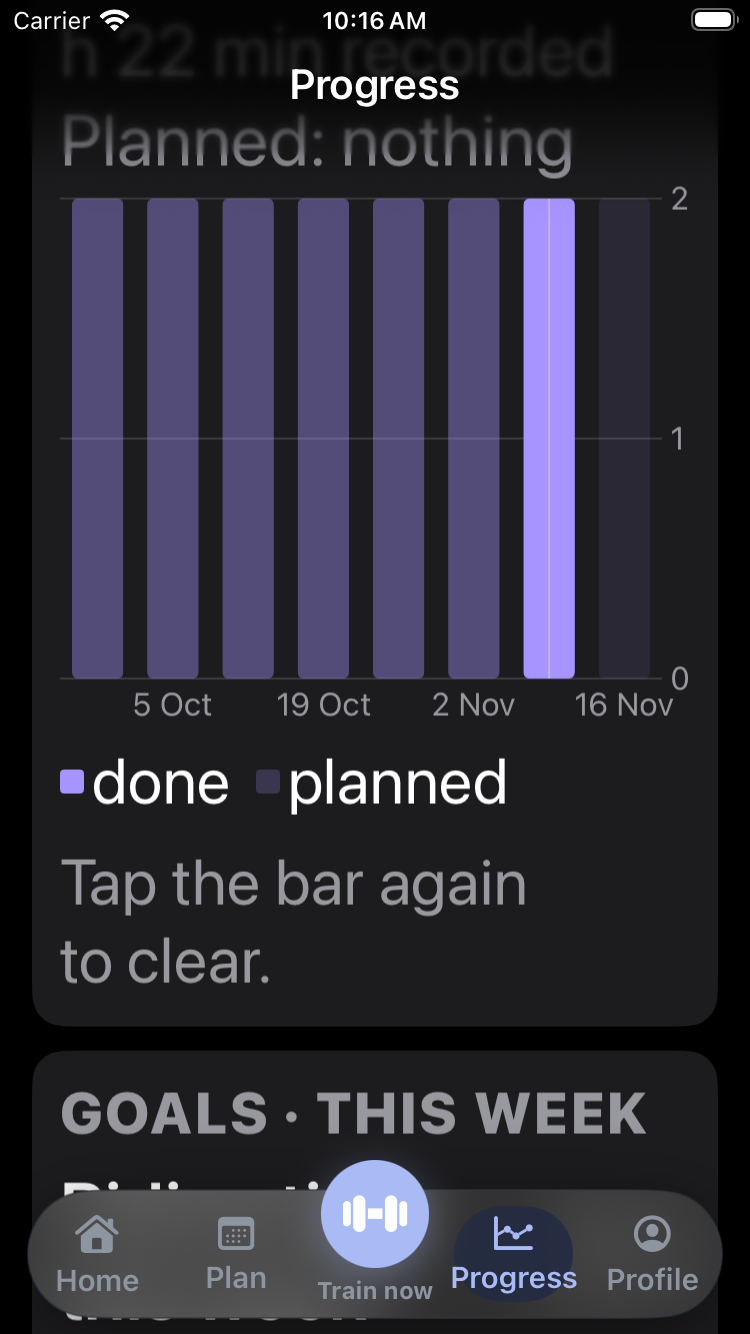 Carrier
10:16 AM
h 22 min recorded
Progress
Planned: nothing
2
1
0
5 Oct
19 Oct
2 Nov
16 Nov
done
planned
Tap the bar again
to clear.
GOALS · THIS WEEK
Home
Plan
Train now
Progress
Profile